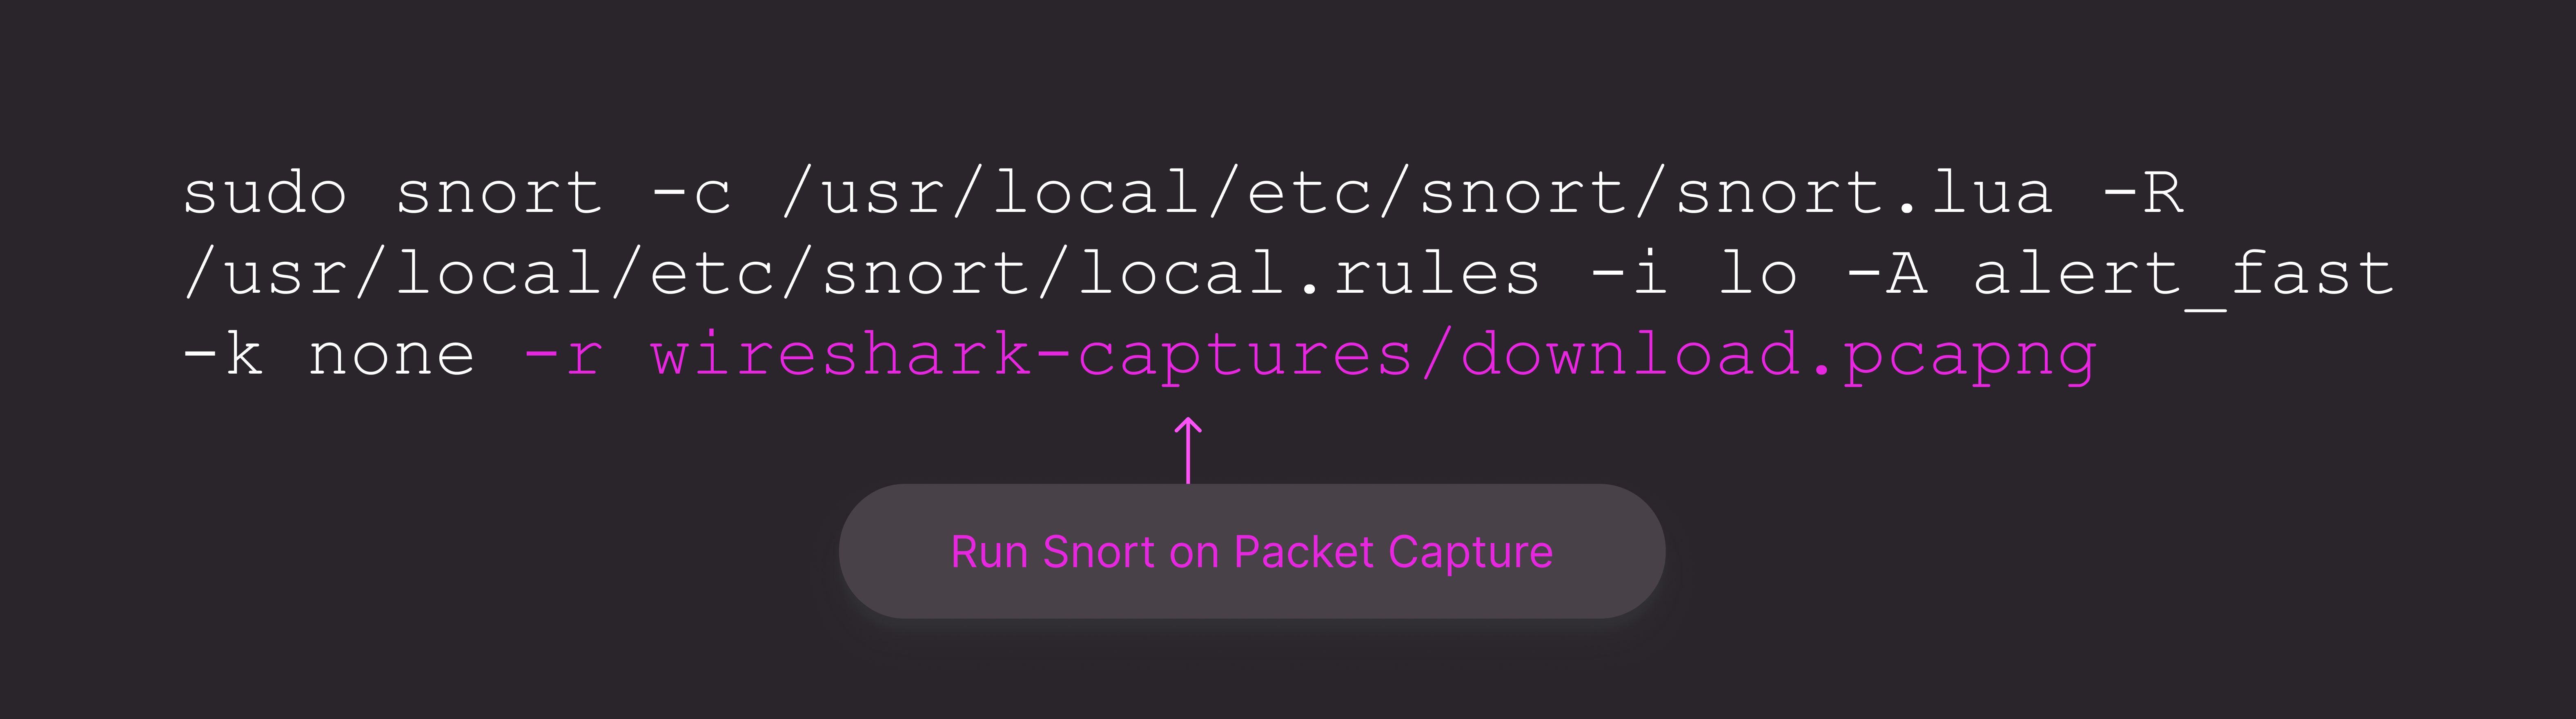 sudo snort -c /usr/local/etc/snort/snort.lua -R
/usr/local/etc/snort/local.rules -i lo -A alert_fast
-k none -r wireshark-captures/download.pcapng
Run Snort on Packet Capture